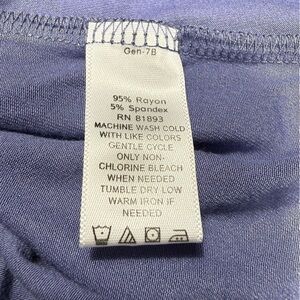 Gen-7B
95% Rayon
5% Spandex
RN 81893
MACHINE WASH COLD
WITH LIKE COLORS
GENTLE CYCLE
ONLY NON-
CHLORINE BLEACH
WHEN NEEDED
TUMBLE DRY LOW
WARM IRON IF
NEEDED